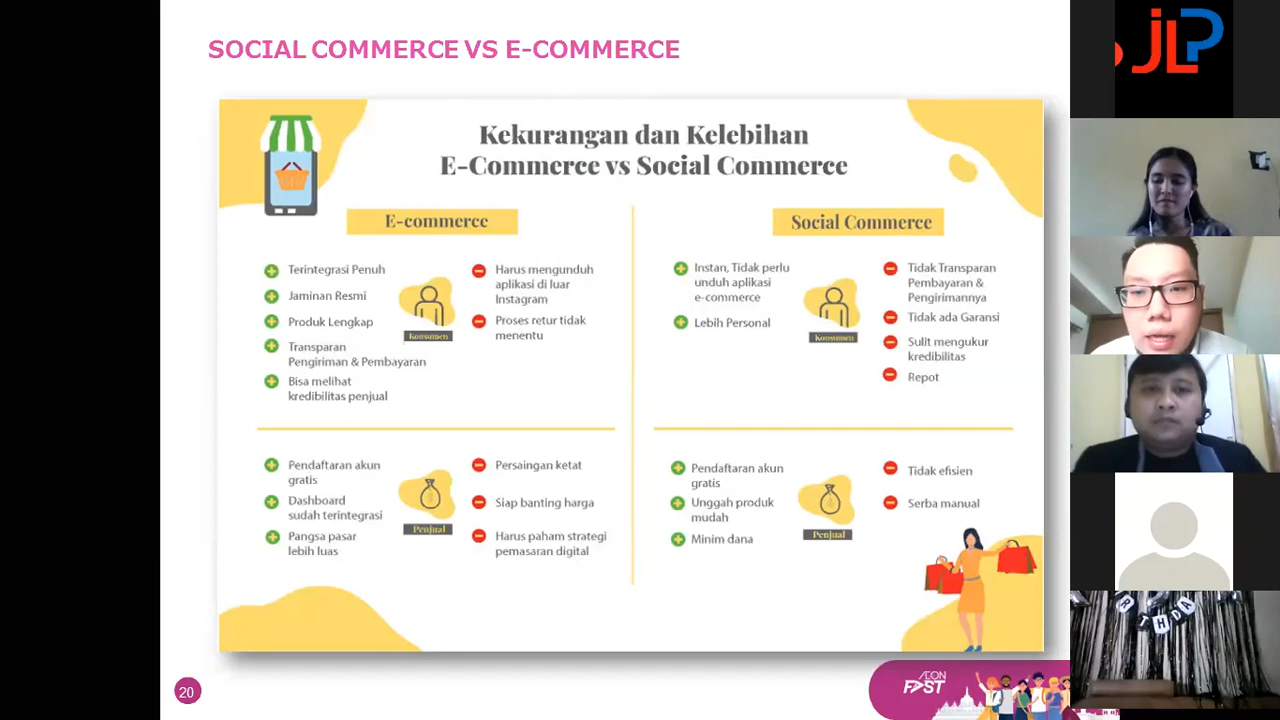 SOCIAL COMMERCE VS E-COMMERCE
Kekurangan dan Kelebihan
E-Commerce vs Social Commerce
E-commerce
Terintegrasi Penuh
Jaminan Resmi
Produk Lengkap
Transparan
Pengiriman & Pembayaran
Bisa melihat
kredibilitas penjual
Konsumen
Harus mengunduh
aplikasi di luar
Instagram
Proses retur tidak
menentu
Social Commerce
Instan, Tidak perlu
unduh aplikasi
e-commerce
Lebih Personal
Konsumen
Tidak Transparan
Pembayaran &
Pengirimannya
Tidak ada Garansi
Sulit mengukur
kredibilitas
Repot
Pendaftaran akun
gratis
Dashboard
sudah terintegrasi
Pangsa pasar
lebih luas
Penjual
Persaingan ketat
Siap banting harga
Harus paham strategi
pemasaran digital
Pendaftaran akun
gratis
Unggah produk
mudah
Minim dana
Penjual
Tidak efisien
Serba manual
20
ÆON
FAST
JLP
R THDA